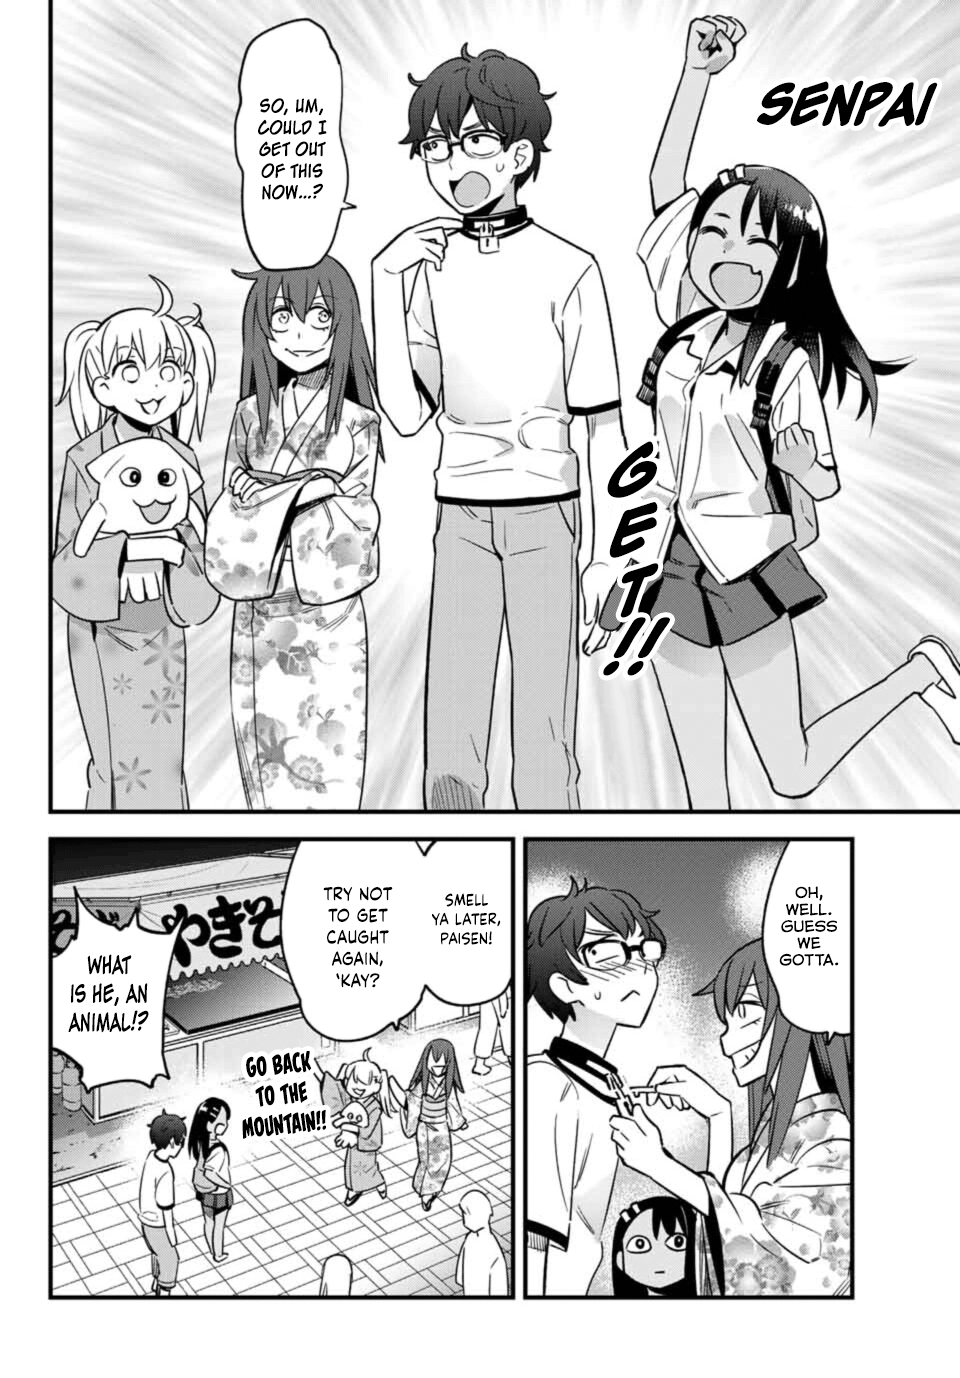 SENPAI
GET!!
SO, UM,
COULD I
GET OUT
OF THIS
NOW...?
OH,
WELL.
GUESS
WE
GOTTA.
SMELL
YA LATER,
PAISEN!
TRY NOT
TO GET
CAUGHT
AGAIN,
'KAY?
GO BACK
TO THE
MOUNTAIN!!
WHAT
IS HE, AN
ANIMAL!?
やきそ